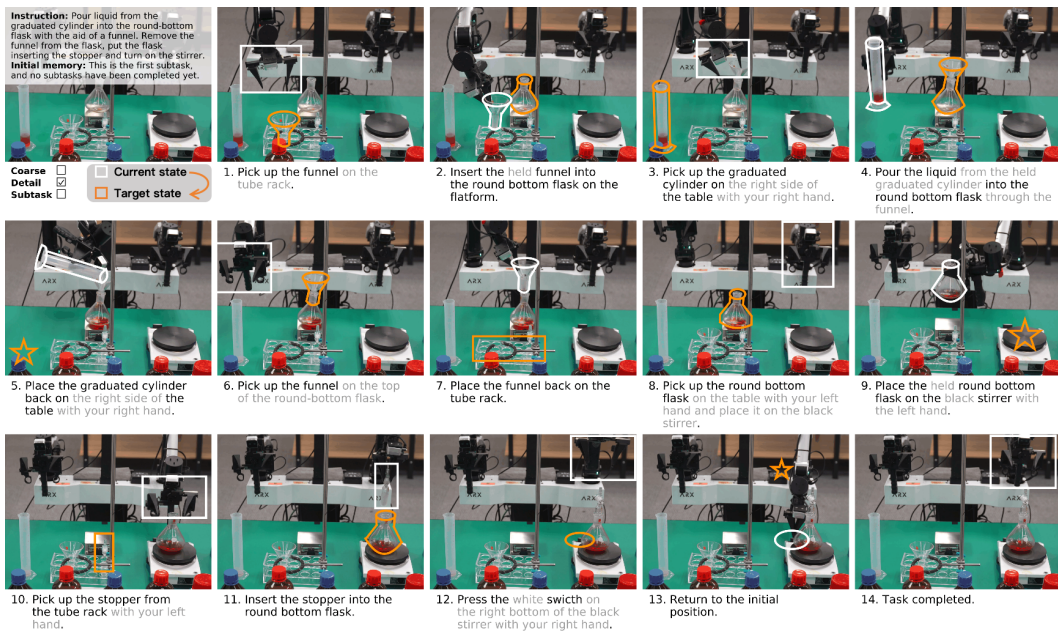 Instruction: Pour liquid from the
graduated cylinder into the round-bottom
flask with the aid of a funnel. Remove the
funnel from the flask, put the flask
inserting the stopper and turn on the stirrer.
Initial memory: This is the first subtask,
and no subtasks have been completed yet.
ARX
ARX
Coarse
Detail
Subtask
Current state
Target state
1. Pick up the funnel on the
tube rack.
2. Insert the held funnel into
the round bottom flask on the
flatform.
3. Pick up the graduated
cylinder on the right side of
the table with your right hand.
4. Pour the liquid from the held
graduated cylinder into the
round bottom flask through the
funnel.
ARX
ARX
ARX
5. Place the graduated cylinder
back on the right side of the
table with your right hand.
6. Pick up the funnel on the top
of the round-bottom flask.
7. Place the funnel back on the
tube rack.
8. Pick up the round bottom
flask on the table with your left
hand and place it on the black
stirrer.
9. Place the held round bottom
flask on the black stirrer with
the left hand.
ARX
ARX
ARX
ARX
10. Pick up the stopper from
the tube rack with your left
hand.
11. Insert the stopper into the
round bottom flask.
12. Press the white swicth on
the right bottom of the black
stirrer with your right hand.
13. Return to the initial
position.
14. Task completed.